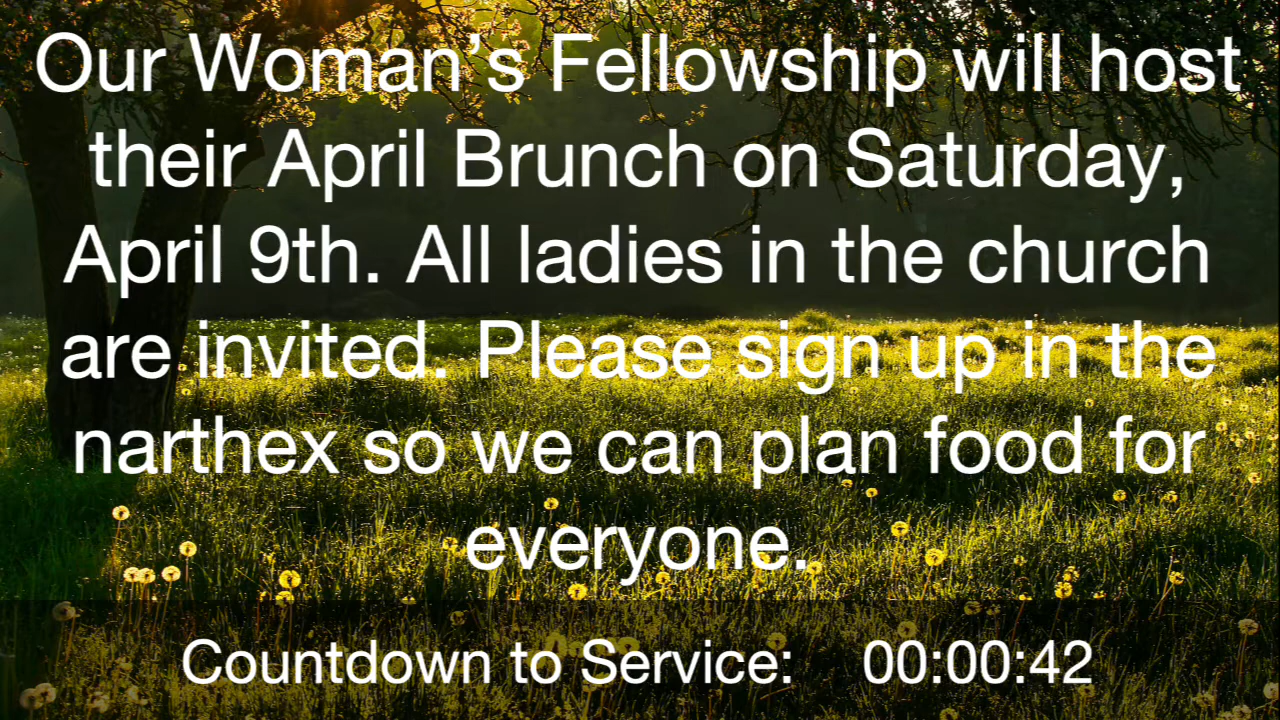 Our Woman’s Fellowship will host
their April Brunch on Saturday,
April 9th. All ladies in the church
are invited. Please sign up in the
narthex so we can plan food for
everyone.
Countdown to Service: 00:00:42